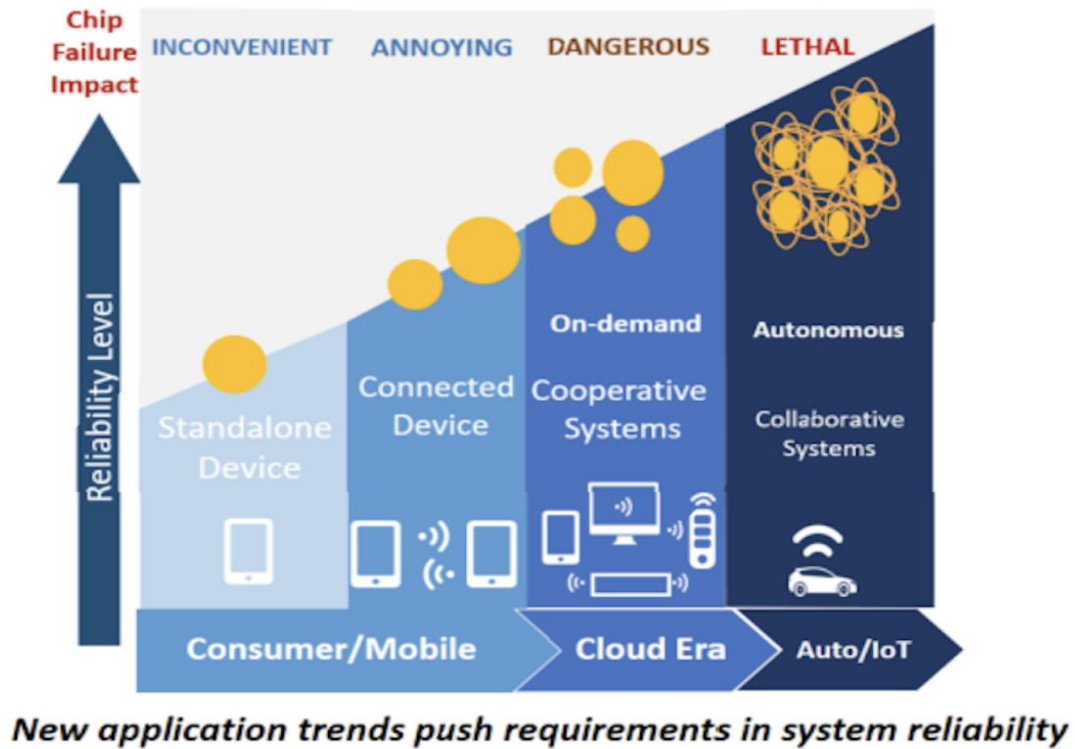 Chip
Failure
Impact
INCONVENIENT
ANNOYING
DANGEROUS
LETHAL
Reliability Level
Standalone
Device
Connected
Device
On-demand
Cooperative
Systems
Autonomous
Collaborative
Systems
Consumer/Mobile
Cloud Era
Auto/IoT
New application trends push requirements in system reliability